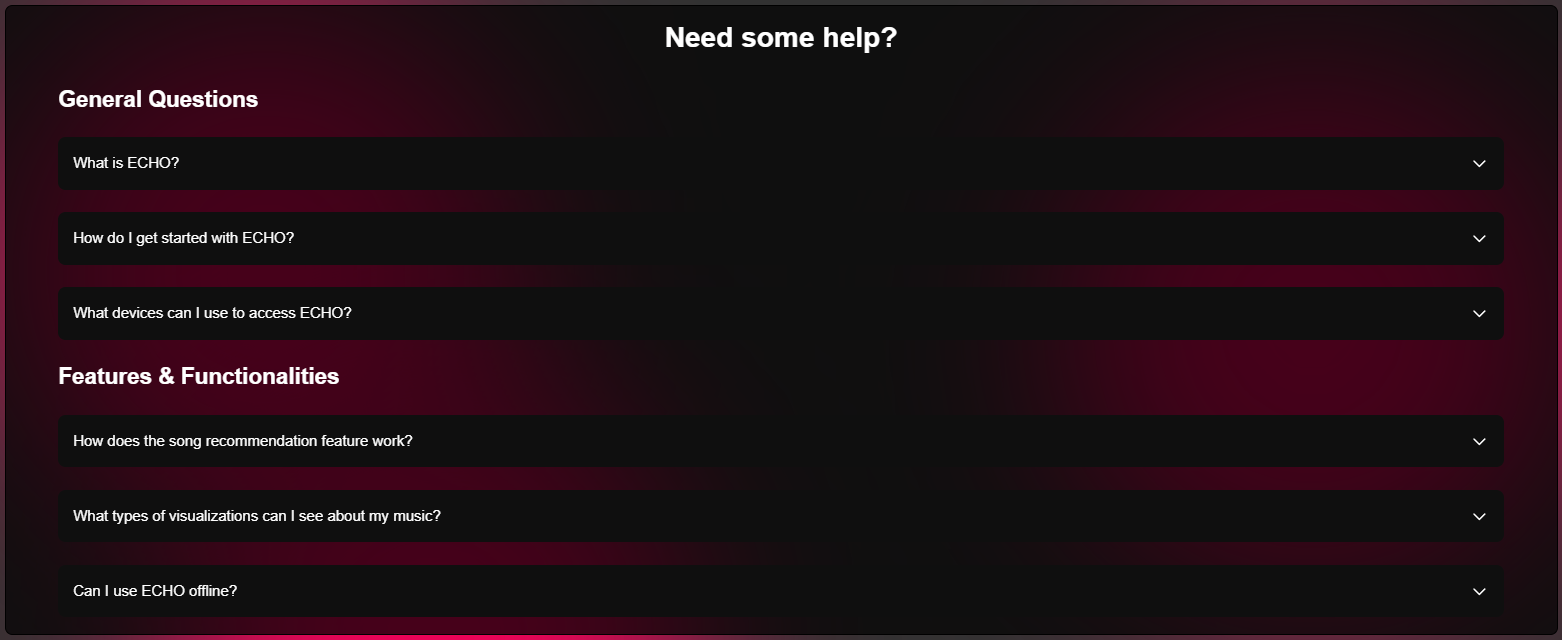 Need some help?
General Questions
What is ECHO?
How do I get started with ECHO?
What devices can I use to access ECHO?
Features & Functionalities
How does the song recommendation feature work?
What types of visualizations can I see about my music?
Can I use ECHO offline?